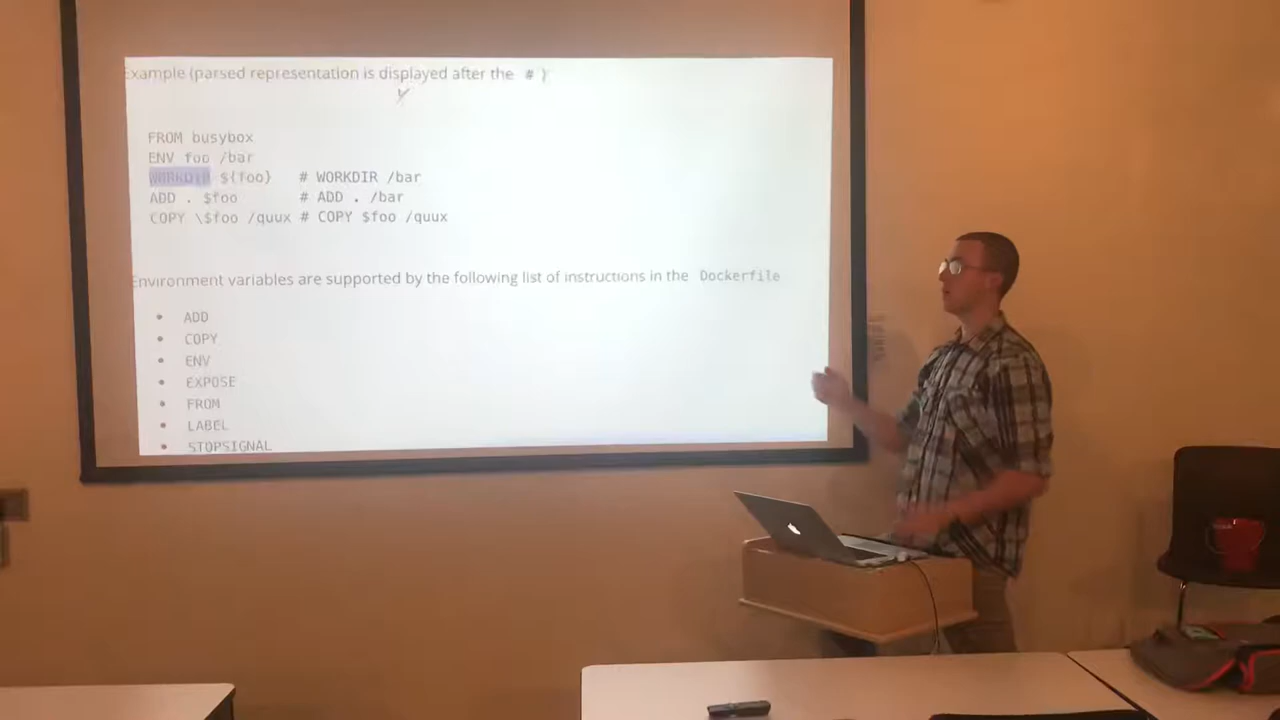 Example (parsed representation is displayed after the # )
FROM busybox
ENV foo /bar
WORKDIR ${foo} # WORKDIR /bar
ADD . $foo # ADD . /bar
COPY \$foo /quux # COPY $foo /quux
Environment variables are supported by the following list of instructions in the Dockerfile
• ADD
• COPY
• ENV
• EXPOSE
• FROM
• LABEL
• STOPSIGNAL